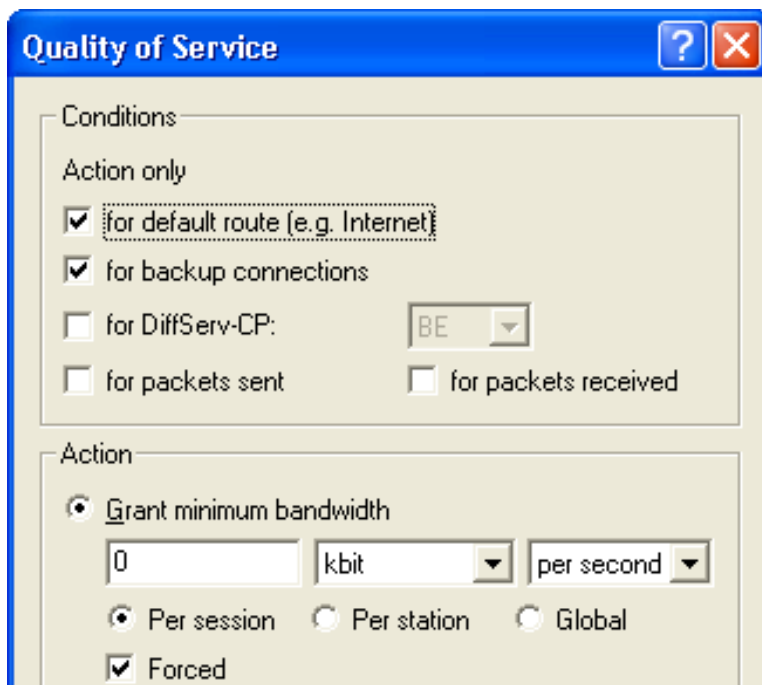 Quality of Service
Conditions
Action only
for default route (e.g. Internet)
for backup connections
for DiffServ-CP: BE
for packets sent for packets received
Action
Grant minimum bandwidth
0 kbit per second
Per session Per station Global
Forced